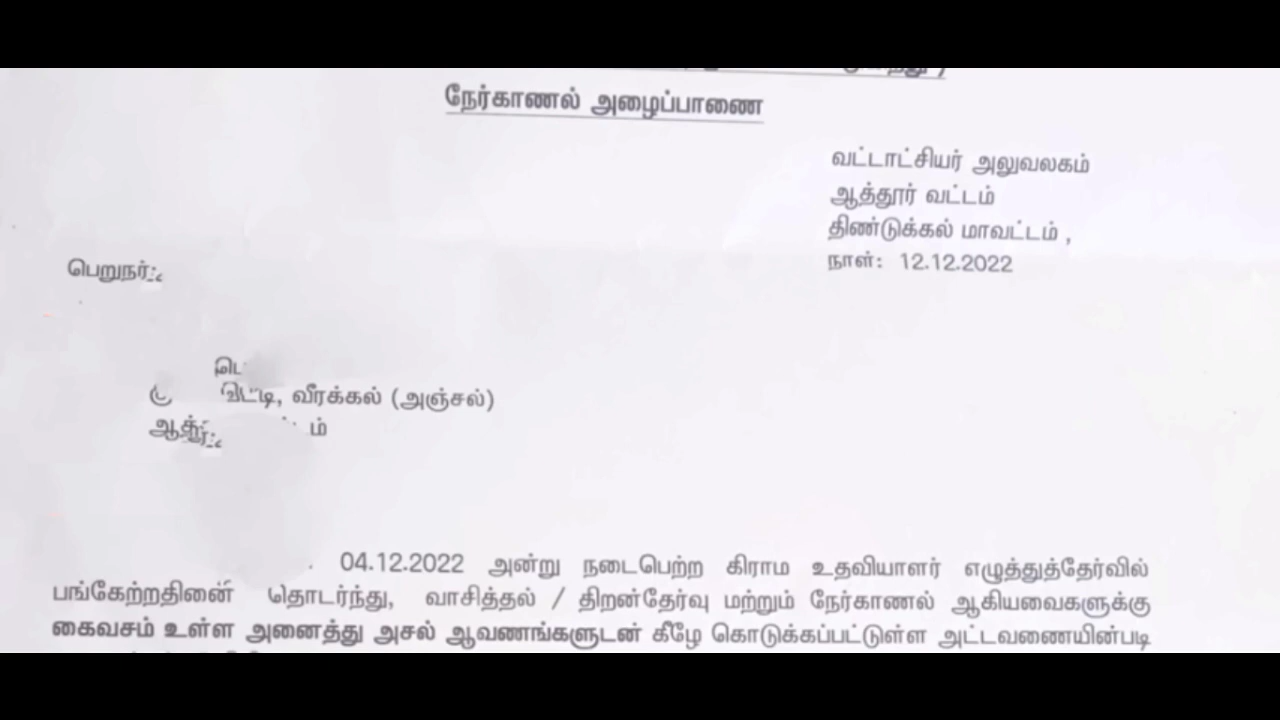 நேர்காணல் அழைப்பாணை
வட்டாட்சியர் அலுவலகம்
ஆத்தூர் வட்டம்
திண்டுக்கல் மாவட்டம் ,
நாள்: 12.12.2022
பெறுநர்
வீரக்கல் (அஞ்சல்)
04.12.2022 அன்று நடைபெற்ற கிராம உதவியாளர் எழுத்துத்தேர்வில்
பங்கேற்றதினை தொடர்ந்து, வாசித்தல் / திறன்தேர்வு மற்றும் நேர்காணல் ஆகியவைகளுக்கு
கைவசம் உள்ள அனைத்து அசல் ஆவணங்களுடன் கீழே கொடுக்கப்பட்டுள்ள அட்டவணையின்படி